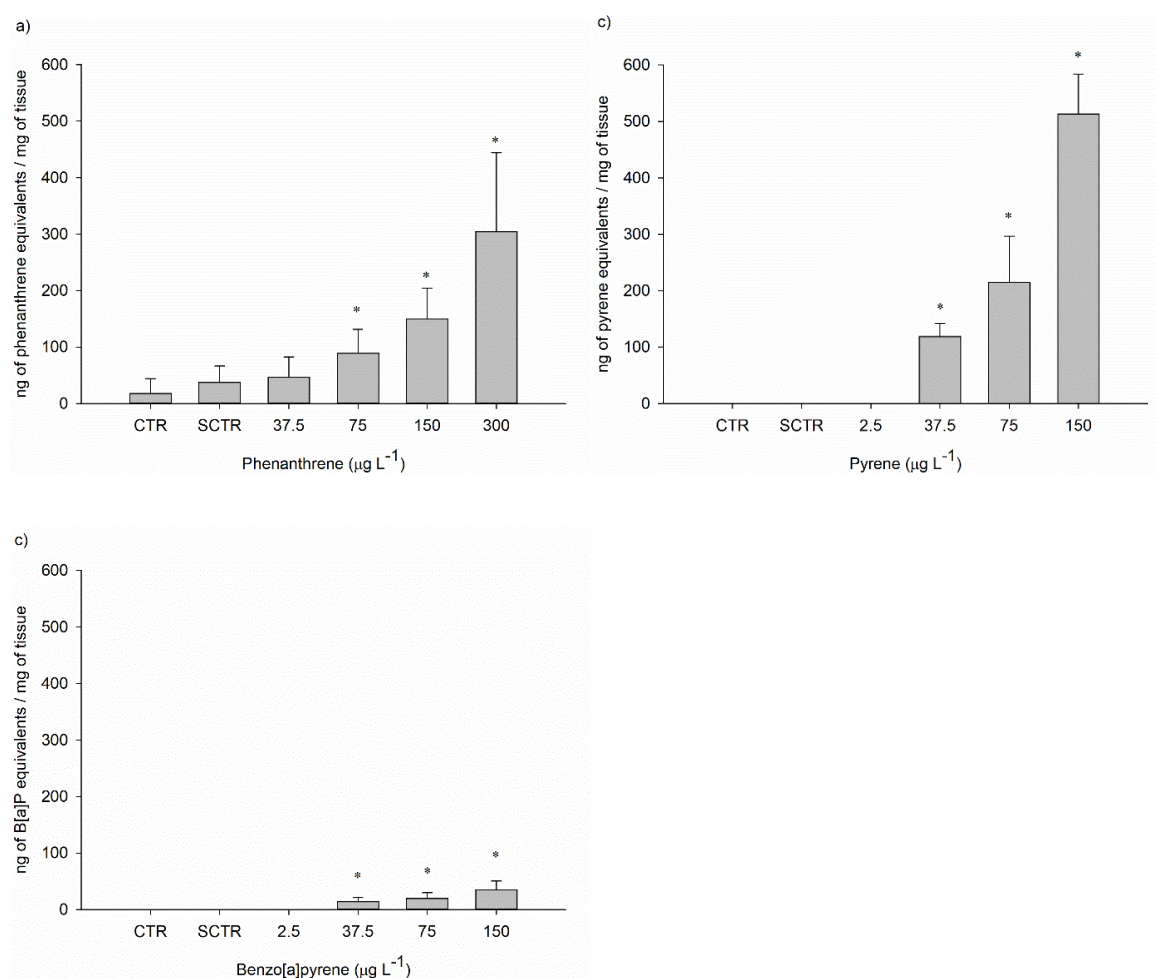 a)
600
500
400
300
200
100
0
ng of phenanthrene equivalents / mg of tissue
*
*
*
CTR SCTR 37.5 75 150 300
Phenanthrene (µg L⁻¹)
c)
600
500
400
300
200
100
0
ng of pyrene equivalents / mg of tissue
*
*
*
CTR SCTR 2.5 37.5 75 150
Pyrene (µg L⁻¹)
c)
600
500
400
300
200
100
0
ng of B[a]P equivalents / mg of tissue
* * *
CTR SCTR 2.5 37.5 75 150
Benzo[a]pyrene (µg L⁻¹)